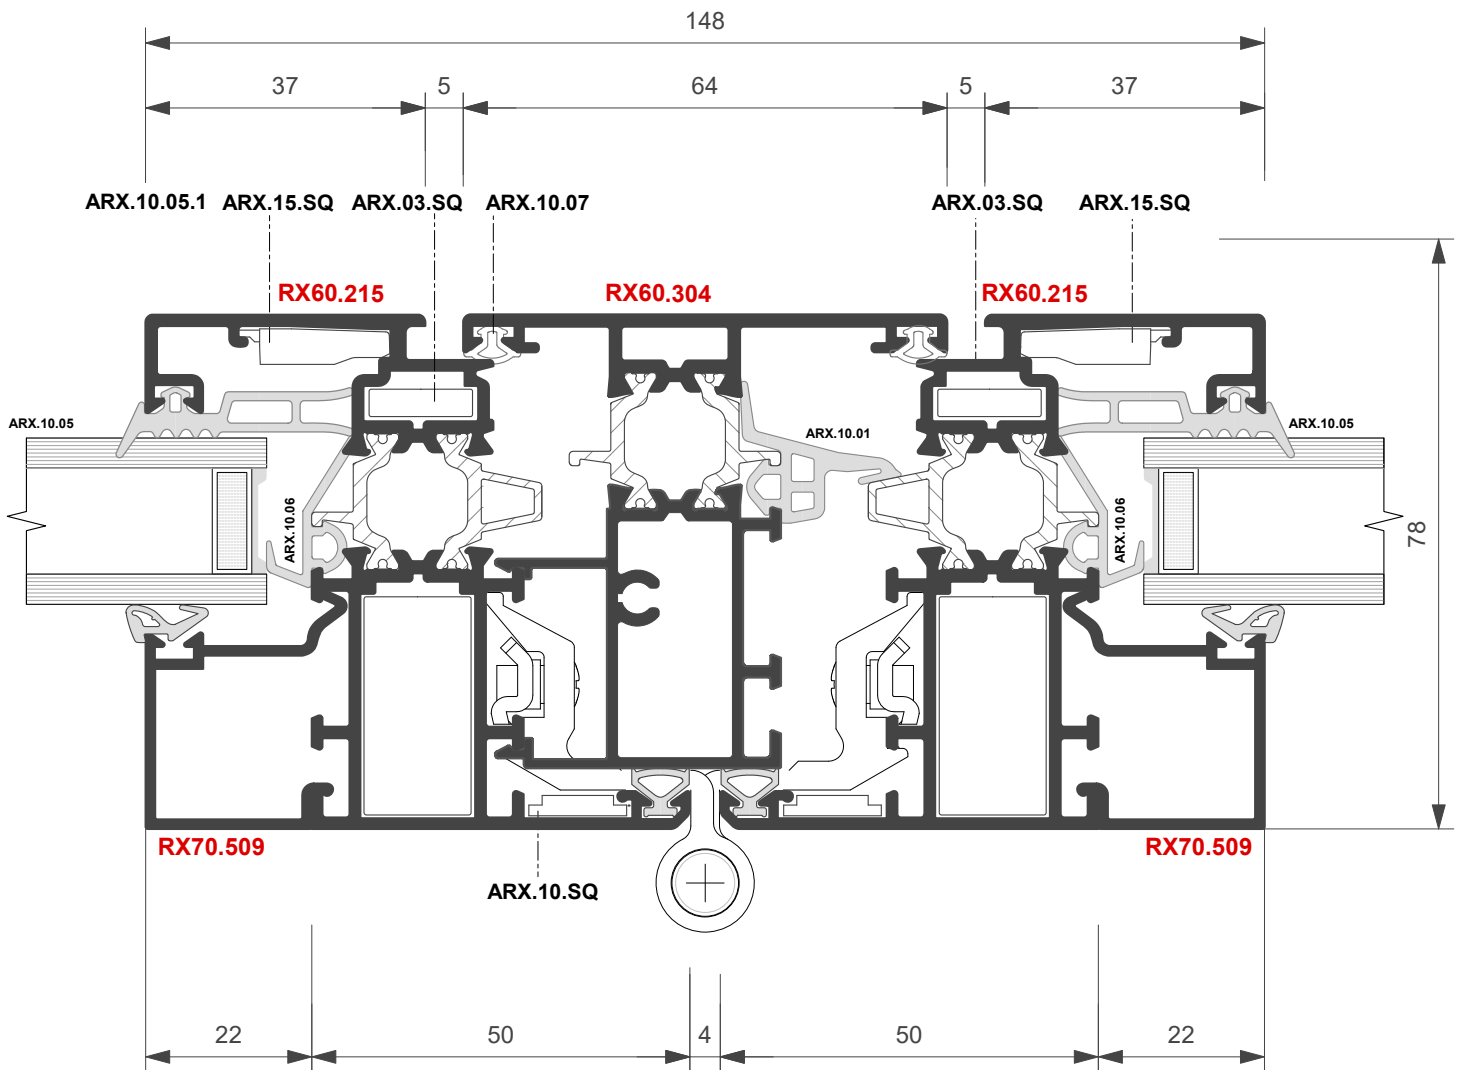 148
37 5 64 5 37
ARX.10.05.1 ARX.15.SQ ARX.03.SQ ARX.10.07 ARX.03.SQ ARX.15.SQ
RX60.215 RX60.304 RX60.215
ARX.10.05 ARX.10.01 ARX.10.05
ARX.10.06 ARX.10.06
78
RX70.509 RX70.509
ARX.10.SQ
22 50 4 50 22